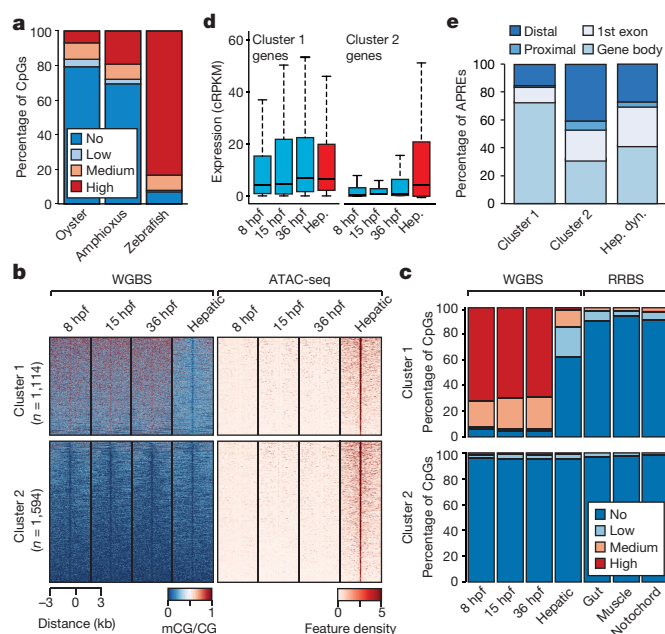 a
100
80
60
40
20
0
Percentage of CpGs
No
Low
Medium
High
Oyster
Amphioxus
Zebrafish
d
60
40
20
0
Expression (cRPKM)
Cluster 1
genes
Cluster 2
genes
8 hpf
15 hpf
36 hpf
Hep.
8 hpf
15 hpf
36 hpf
Hep.
e
Distal
Proximal
1st exon
Gene body
100
80
60
40
20
0
Percentage of APREs
Cluster 1
Cluster 2
Hep. dyn.
b
WGBS
ATAC-seq
8 hpf
15 hpf
36 hpf
Hepatic
8 hpf
15 hpf
36 hpf
Hepatic
Cluster 1
(n = 1,114)
Cluster 2
(n = 1,594)
–3 0 3
Distance (kb)
0 1
mCG/CG
0 5
Feature density
c
WGBS
RRBS
Cluster 1
Percentage of CpGs
100
80
60
40
20
0
Cluster 2
Percentage of CpGs
100
80
60
40
20
0
No
Low
Medium
High
8 hpf
15 hpf
36 hpf
Hepatic
Gut
Muscle
Notochord